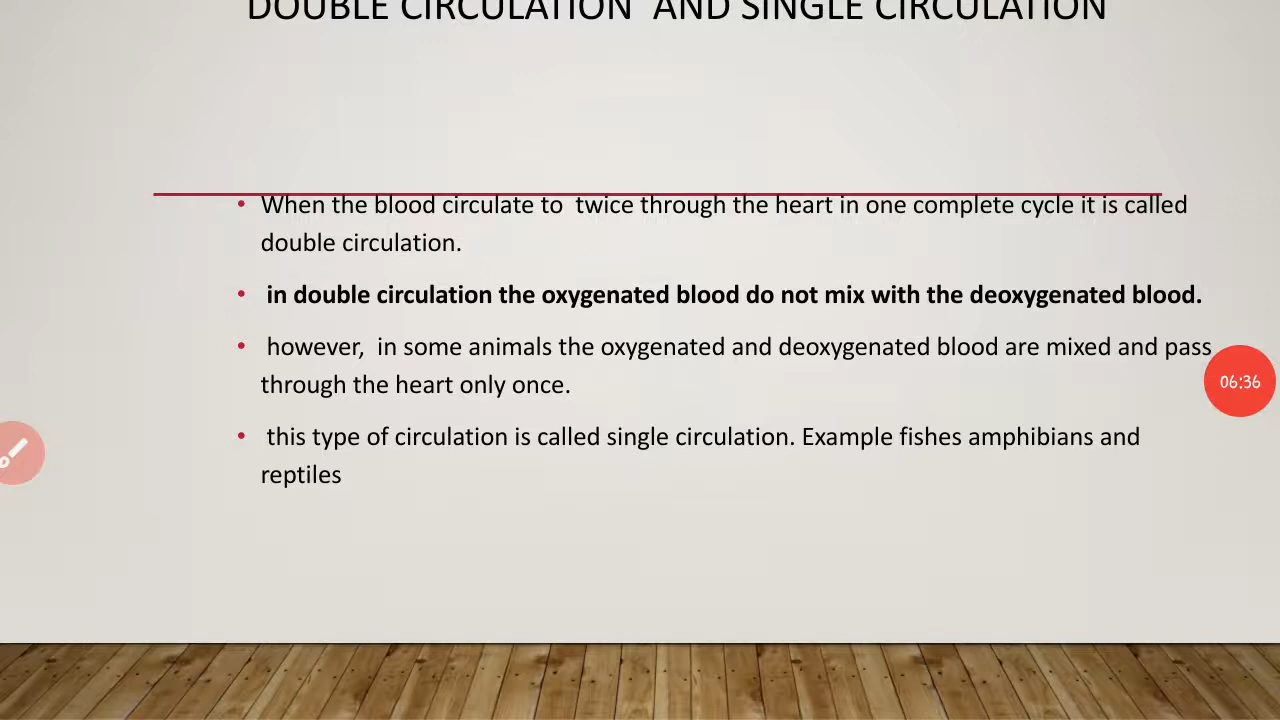 DOUBLE CIRCULATION AND SINGLE CIRCULATION
• When the blood circulate to twice through the heart in one complete cycle it is called
double circulation.
• in double circulation the oxygenated blood do not mix with the deoxygenated blood.
• however, in some animals the oxygenated and deoxygenated blood are mixed and pass
through the heart only once.
06:36
• this type of circulation is called single circulation. Example fishes amphibians and
reptiles